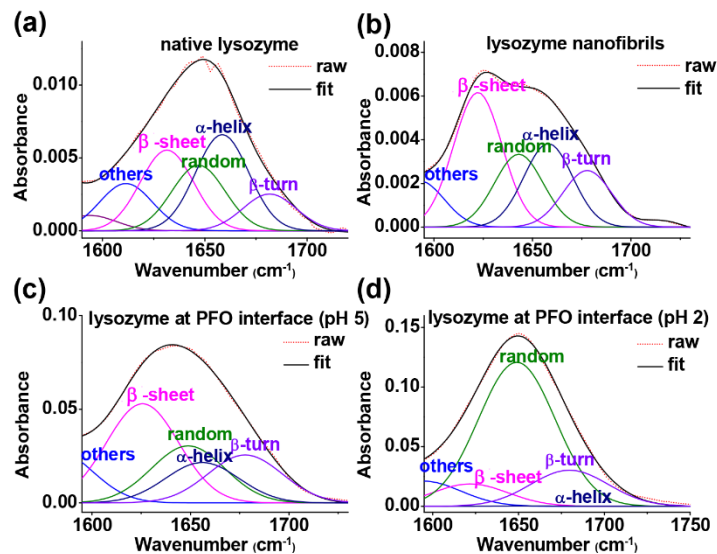 (a)
native lysozyme
raw
fit
β -sheet
α-helix
random
others
β-turn
0.010
0.005
0.000
Absorbance
1600 1650 1700
Wavenumber (cm⁻¹)
(b)
lysozyme nanofibrils
raw
fit
β -sheet
α-helix
random
β-turn
others
0.008
0.006
0.004
0.002
0.000
Absorbance
1600 1650 1700
Wavenumber (cm⁻¹)
(c)
lysozyme at PFO interface (pH 5)
raw
fit
β -sheet
random
β-turn
α-helix
others
0.10
0.05
0.00
Absorbance
1600 1650 1700
Wavenumber (cm⁻¹)
(d)
lysozyme at PFO interface (pH 2)
raw
fit
random
others
β -sheet
β-turn
α-helix
0.15
0.10
0.05
0.00
Absorbance
1600 1650 1700 1750
Wavenumber (cm⁻¹)